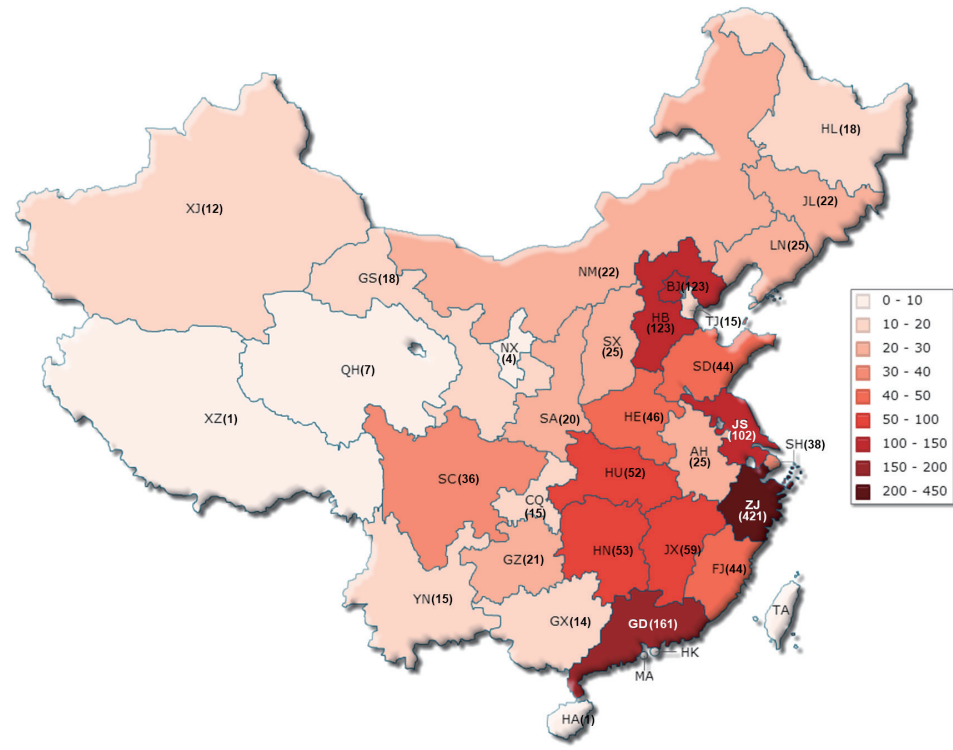 HL(18)
XJ(12)
JL(22)
LN(25)
GS(18)
NM(22)
BJ(123)
HB
(123)
TJ(15)
SX
(25)
NX
(4)
QH(7)
SD(44)
XZ(1)
SA(20)
HE(46)
JS
(102)
SH(38)
AH
(25)
SC(36)
HU(52)
CQ
(15)
ZJ
(421)
HN(53)
JX(59)
GZ(21)
FJ(44)
YN(15)
GX(14)
GD(161)
TA
HK
MA
HA(1)
0 - 10
10 - 20
20 - 30
30 - 40
40 - 50
50 - 100
100 - 150
150 - 200
200 - 450